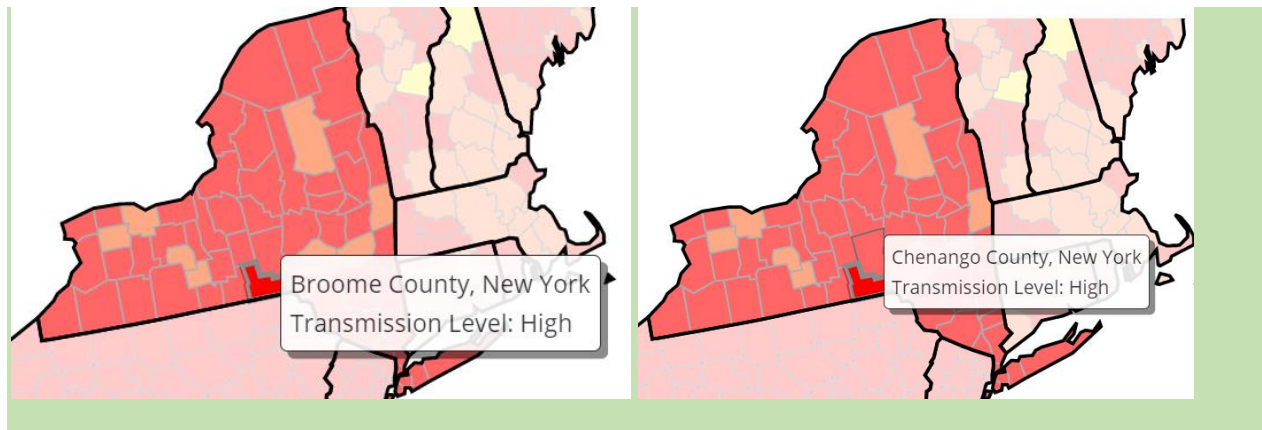 Broome County, New York
Transmission Level: High
Chenango County, New York
Transmission Level: High